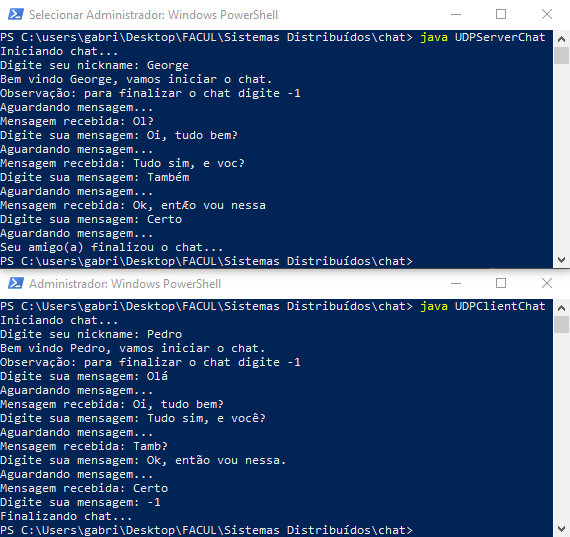 Selecionar Administrador: Windows PowerShell
PS C:\users\gabri\Desktop\FACUL\Sistemas Distribuídos\chat> java UDPServerChat
Iniciando chat...
Digite seu nickname: George
Bem vindo George, vamos iniciar o chat.
Observação: para finalizar o chat digite -1
Aguardando mensagem...
Mensagem recebida: Ol?
Digite sua mensagem: Oi, tudo bem?
Aguardando mensagem...
Mensagem recebida: Tudo sim, e voc?
Digite sua mensagem: Também
Aguardando mensagem...
Mensagem recebida: Ok, entÆo vou nessa
Digite sua mensagem: Certo
Aguardando mensagem...
Seu amigo(a) finalizou o chat...
PS C:\users\gabri\Desktop\FACUL\Sistemas Distribuídos\chat>
Administrador: Windows PowerShell
PS C:\Users\gabri\Desktop\FACUL\Sistemas Distribuídos\chat> java UDPClientChat
Iniciando chat...
Digite seu nickname: Pedro
Bem vindo Pedro, vamos iniciar o chat.
Observação: para finalizar o chat digite -1
Digite sua mensagem: Olá
Aguardando mensagem...
Mensagem recebida: Oi, tudo bem?
Digite sua mensagem: Tudo sim, e você?
Aguardando mensagem...
Mensagem recebida: Tamb?
Digite sua mensagem: Ok, então vou nessa.
Aguardando mensagem...
Mensagem recebida: Certo
Digite sua mensagem: -1
Finalizando chat...
PS C:\Users\gabri\Desktop\FACUL\Sistemas Distribuídos\chat>